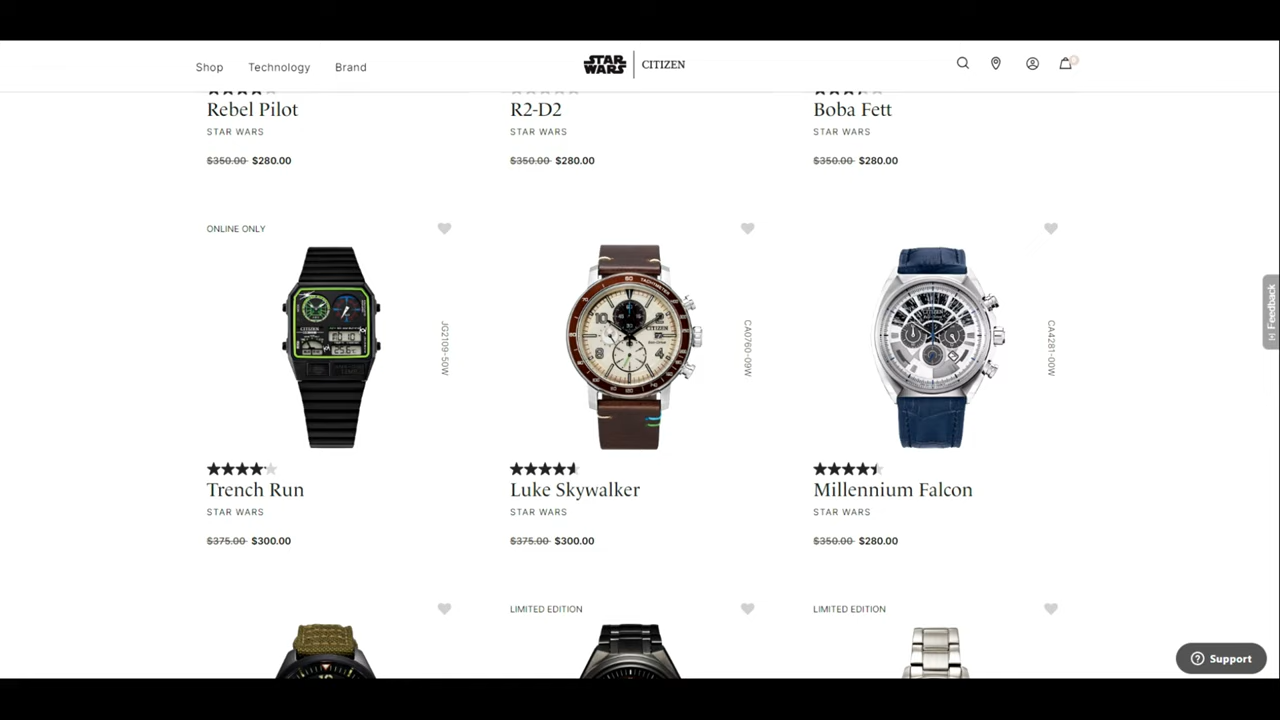 Shop Technology Brand
STAR WARS CITIZEN
Rebel Pilot
STAR WARS
$350.00 $280.00
R2-D2
STAR WARS
$350.00 $280.00
Boba Fett
STAR WARS
$350.00 $280.00
ONLINE ONLY
JG2109-50W
Trench Run
STAR WARS
$375.00 $300.00
CA0760-09W
Luke Skywalker
STAR WARS
$375.00 $300.00
CA4281-00W
Millennium Falcon
STAR WARS
$350.00 $280.00
LIMITED EDITION
LIMITED EDITION
Feedback
Support